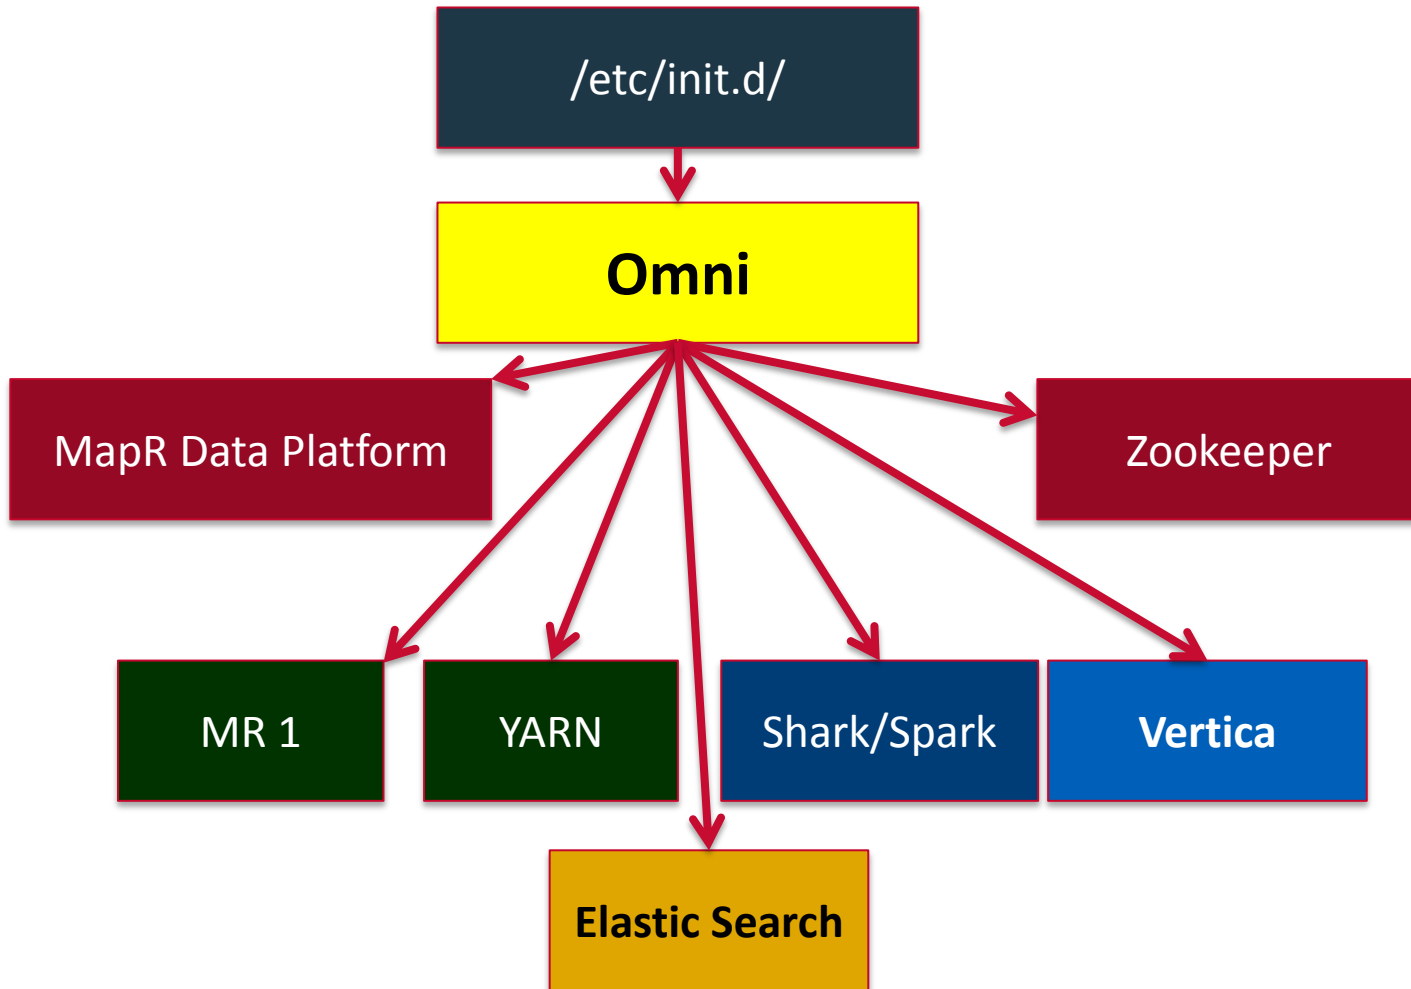 /etc/init.d/
Omni
MapR Data Platform
Zookeeper
MR 1
YARN
Shark/Spark
Vertica
Elastic Search